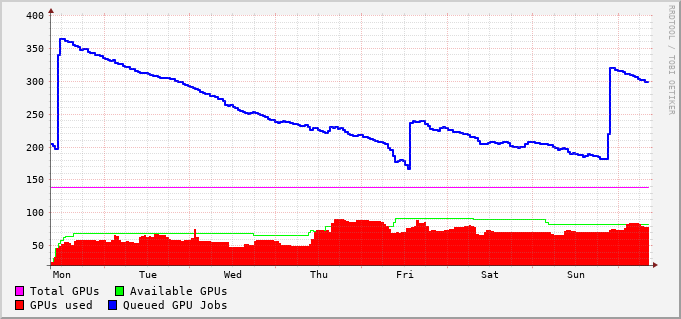 400
350
300
250
200
150
100
50
Mon Tue Wed Thu Fri Sat Sun
Total GPUs Available GPUs
GPUs used Queued GPU Jobs
RRDTOOL / TOBI OETIKER